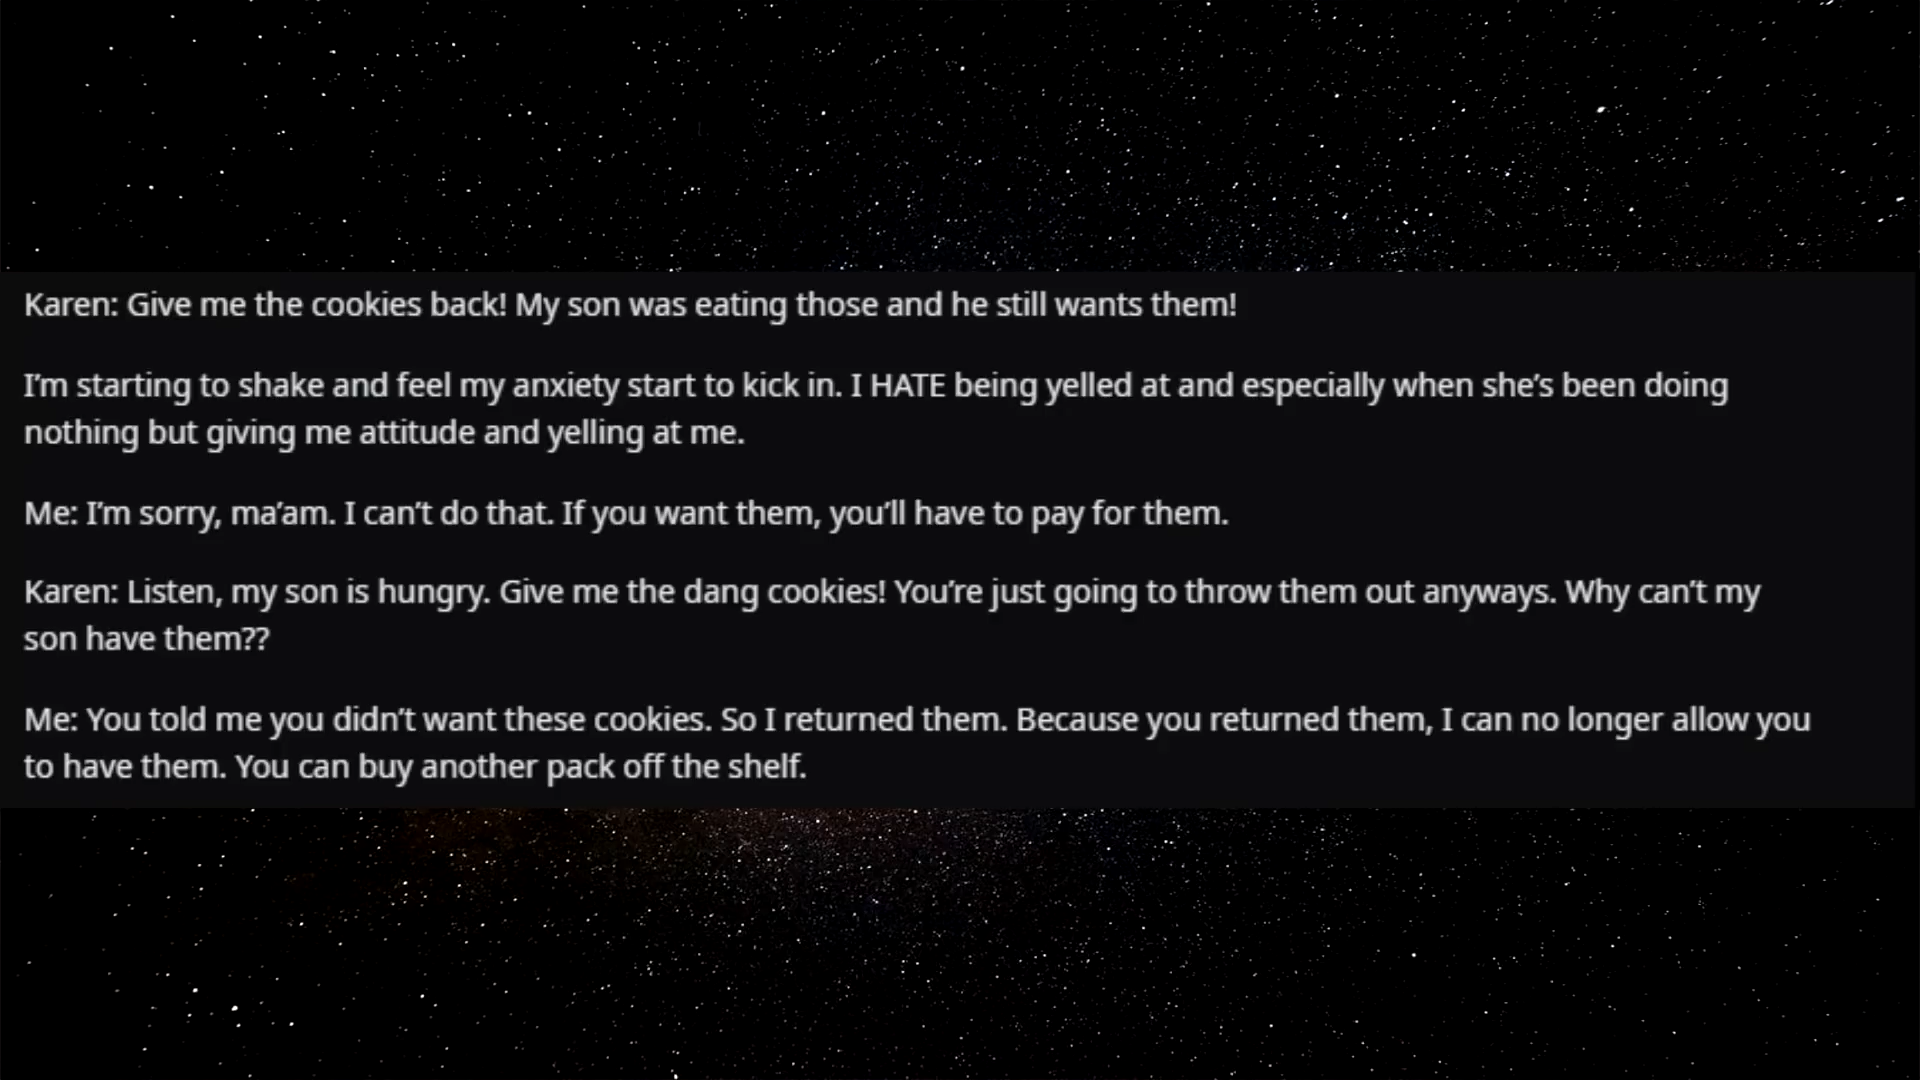 Karen: Give me the cookies back! My son was eating those and he still wants them!
I’m starting to shake and feel my anxiety start to kick in. I HATE being yelled at and especially when she’s been doing
nothing but giving me attitude and yelling at me.
Me: I’m sorry, ma’am. I can’t do that. If you want them, you’ll have to pay for them.
Karen: Listen, my son is hungry. Give me the dang cookies! You’re just going to throw them out anyways. Why can’t my
son have them??
Me: You told me you didn’t want these cookies. So I returned them. Because you returned them, I can no longer allow you
to have them. You can buy another pack off the shelf.